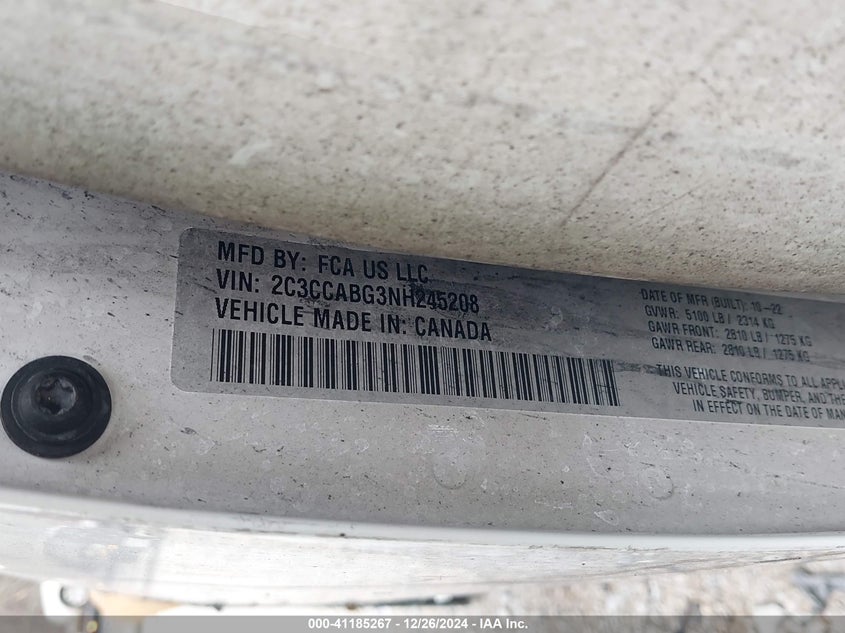 MFD BY: FCA US LLC
VIN: 2C3CCABG3NH245208
VEHICLE MADE IN: CANADA
DATE OF MFR (BUILT): 10-22
GVWR: 5100 LB / 2314 KG
GAWR FRONT: 2810 LB / 1275 KG
GAWR REAR: 2810 LB / 1275 KG
THIS VEHICLE CONFORMS TO ALL APPL
VEHICLE SAFETY, BUMPER, AND THE
IN EFFECT ON THE DATE OF MAN
000-41185267 - 12/26/2024 - IAA Inc.